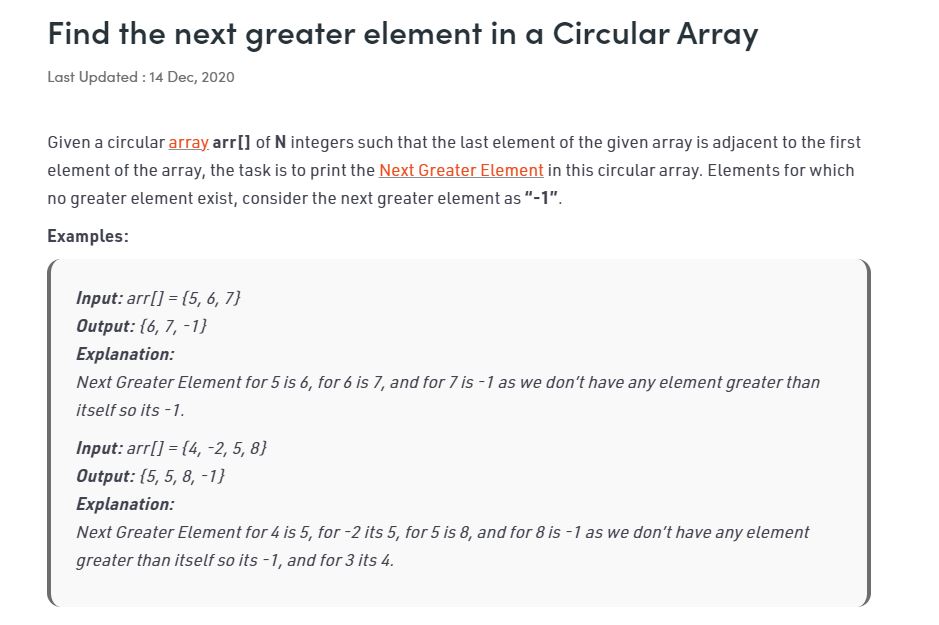 Find the next greater element in a Circular Array
Last Updated : 14 Dec, 2020
Given a circular array arr[] of N integers such that the last element of the given array is adjacent to the first
element of the array, the task is to print the Next Greater Element in this circular array. Elements for which
no greater element exist, consider the next greater element as “-1”.
Examples:
Input: arr[] = {5, 6, 7}
Output: {6, 7, -1}
Explanation:
Next Greater Element for 5 is 6, for 6 is 7, and for 7 is -1 as we don’t have any element greater than
itself so its -1.
Input: arr[] = {4, -2, 5, 8}
Output: {5, 5, 8, -1}
Explanation:
Next Greater Element for 4 is 5, for -2 its 5, for 5 is 8, and for 8 is -1 as we don’t have any element
greater than itself so its -1, and for 3 its 4.